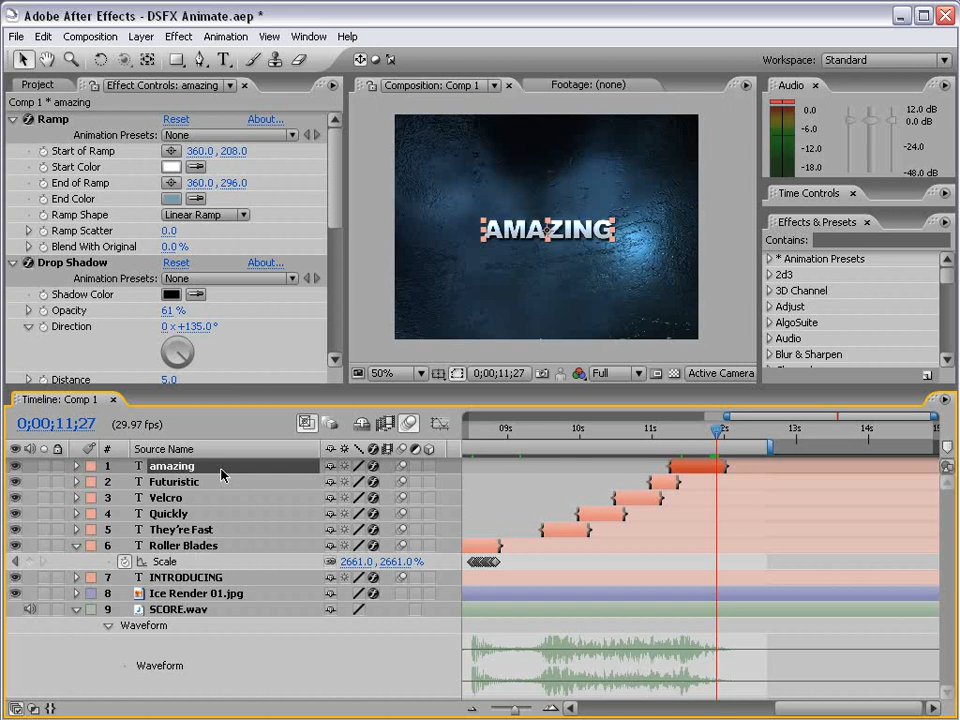 Adobe After Effects - DSFX Animate.aep *
File Edit Composition Layer Effect Animation View Window Help
Workspace: Standard
Project Effect Controls: amazing
Comp 1 * amazing
Ramp Reset About...
Animation Presets: None
Start of Ramp 360.0, 208.0
Start Color
End of Ramp 360.0, 296.0
End Color
Ramp Shape Linear Ramp
Ramp Scatter 0.0
Blend With Original 0.0 %
Drop Shadow Reset About...
Animation Presets: None
Shadow Color
Opacity 61 %
Direction 0 x +135.0 °
Distance 5.0
Composition: Comp 1 Footage: (none)
AMAZING
50% 0;00;11;27 Full Active Camera
Audio
0.0 12.0 dB
-6.0 0.0 dB
-12.0 -24.0
-18.0 -48.0 dB
Time Controls
Effects & Presets
Contains:
* Animation Presets
2d3
3D Channel
Adjust
AlgoSuite
Audio
Blur & Sharpen
Timeline: Comp 1
0;00;11;27 (29.97 fps)
09s 10s 11s 12s 13s 14s 15
# Source Name
1 T amazing
2 T Futuristic
3 T Velcro
4 T Quickly
5 T They're Fast
6 T Roller Blades
Scale 2661.0, 2661.0 %
7 T INTRODUCING
8 Ice Render 01.jpg
9 SCORE.wav
Waveform
Waveform